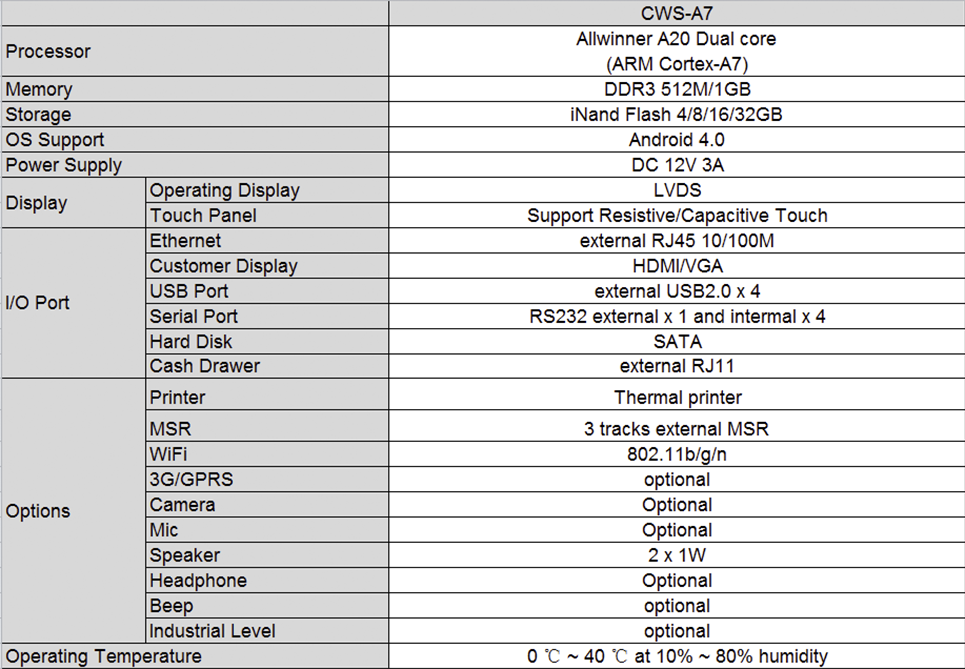 CWS-A7
Processor Allwinner A20 Dual core
(ARM Cortex-A7)
Memory DDR3 512M/1GB
Storage iNand Flash 4/8/16/32GB
OS Support Android 4.0
Power Supply DC 12V 3A
Display
Operating Display LVDS
Touch Panel Support Resistive/Capacitive Touch
I/O Port
Ethernet external RJ45 10/100M
Customer Display HDMI/VGA
USB Port external USB2.0 x 4
Serial Port RS232 external x 1 and intermal x 4
Hard Disk SATA
Cash Drawer external RJ11
Options
Printer Thermal printer
MSR 3 tracks external MSR
WiFi 802.11b/g/n
3G/GPRS optional
Camera Optional
Mic Optional
Speaker 2 x 1W
Headphone Optional
Beep optional
Industrial Level optional
Operating Temperature 0 ℃ ~ 40 ℃ at 10% ~ 80% humidity